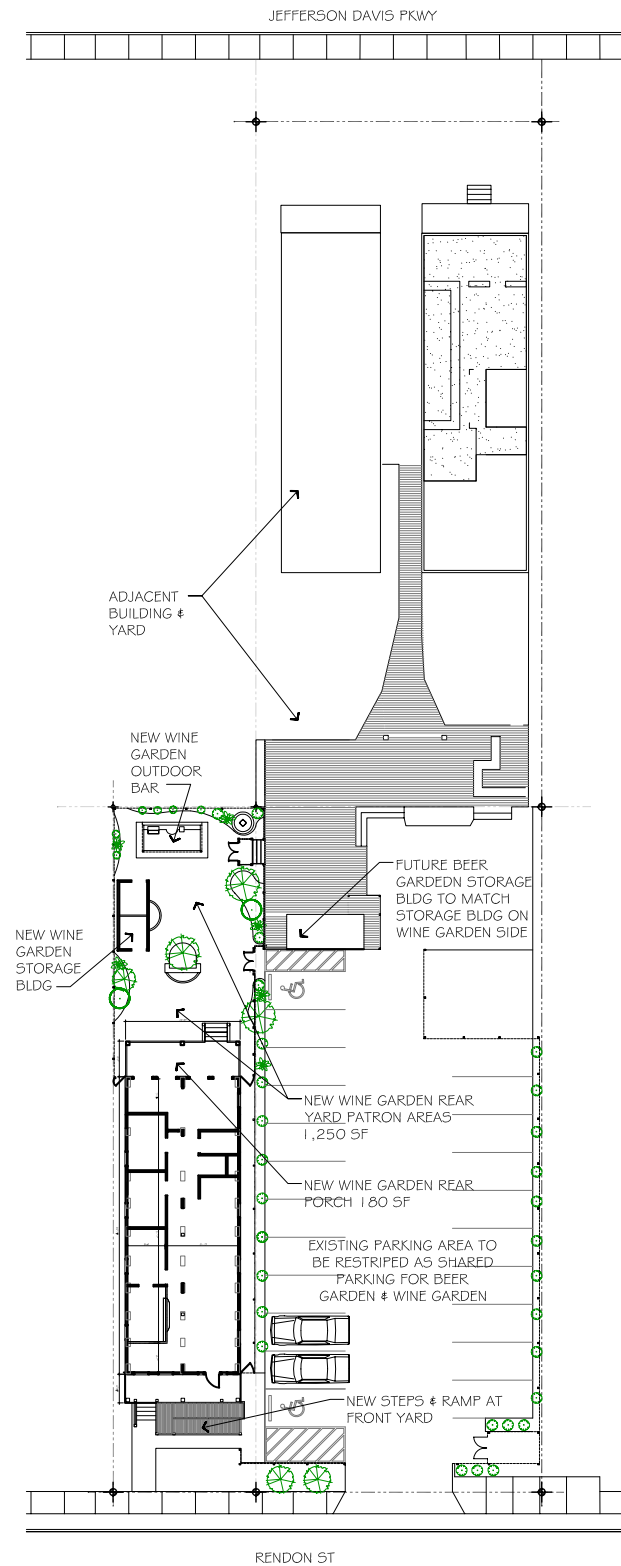 JEFFERSON DAVIS PKWY
ADJACENT
BUILDING &
YARD
NEW WINE
GARDEN
OUTDOOR
BAR
FUTURE BEER
GARDEDN STORAGE
BLDG TO MATCH
STORAGE BLDG ON
WINE GARDEN SIDE
NEW WINE
GARDEN
STORAGE
BLDG
NEW WINE GARDEN REAR
YARD PATRON AREAS
1,250 SF
NEW WINE GARDEN REAR
PORCH 180 SF
EXISTING PARKING AREA TO
BE RESTRIPED AS SHARED
PARKING FOR BEER
GARDEN & WINE GARDEN
NEW STEPS & RAMP AT
FRONT YARD
RENDON ST